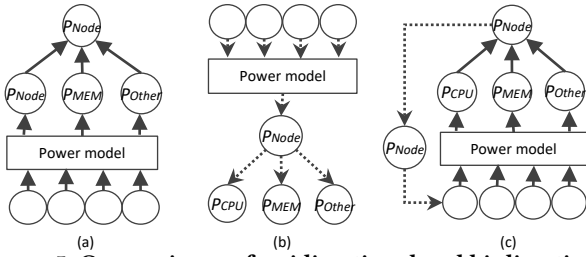 PNode
PNode PMEM POther
Power model
(a)
Power model
PNode
PCPU PMEM POther
(b)
PNode
PCPU PMEM POther
PNode
Power model
(c)